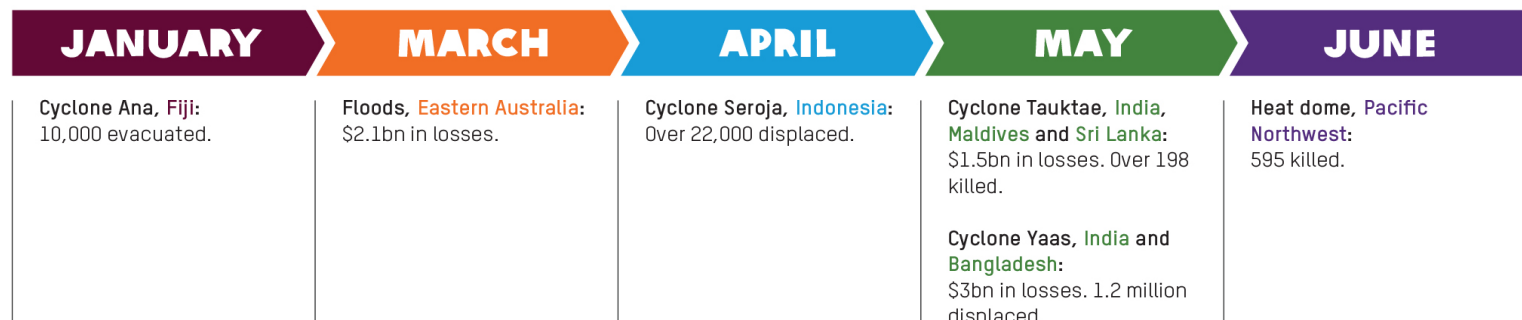 JANUARY
MARCH
APRIL
MAY
JUNE
Cyclone Ana, Fiji:
10,000 evacuated.
Floods, Eastern Australia:
$2.1bn in losses.
Cyclone Seroja, Indonesia:
Over 22,000 displaced.
Cyclone Tauktae, India,
Maldives and Sri Lanka:
$1.5bn in losses. Over 198
killed.
Cyclone Yaas, India and
Bangladesh:
$3bn in losses. 1.2 million
displaced
Heat dome, Pacific
Northwest:
595 killed.